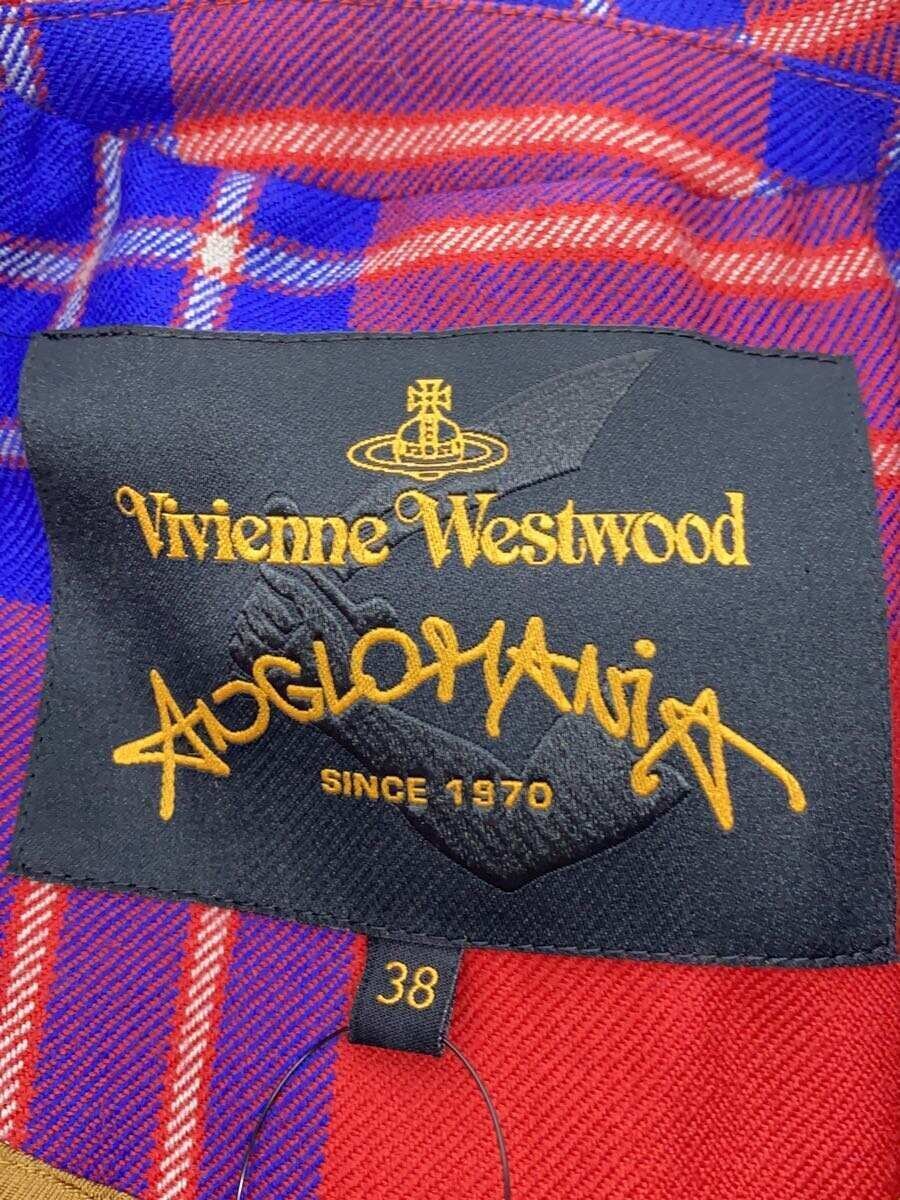 Vivienne Westwood
ANGLOMANiA
SINCE 1970
38